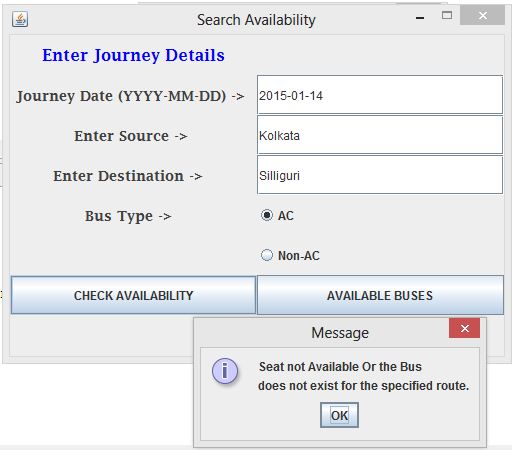 Search Availability
Enter Journey Details
Journey Date (YYYY-MM-DD) -> 2015-01-14
Enter Source -> Kolkata
Enter Destination -> Silliguri
Bus Type -> AC
Non-AC
CHECK AVAILABILITY AVAILABLE BUSES
Message
Seat not Available Or the Bus
does not exist for the specified route.
OK